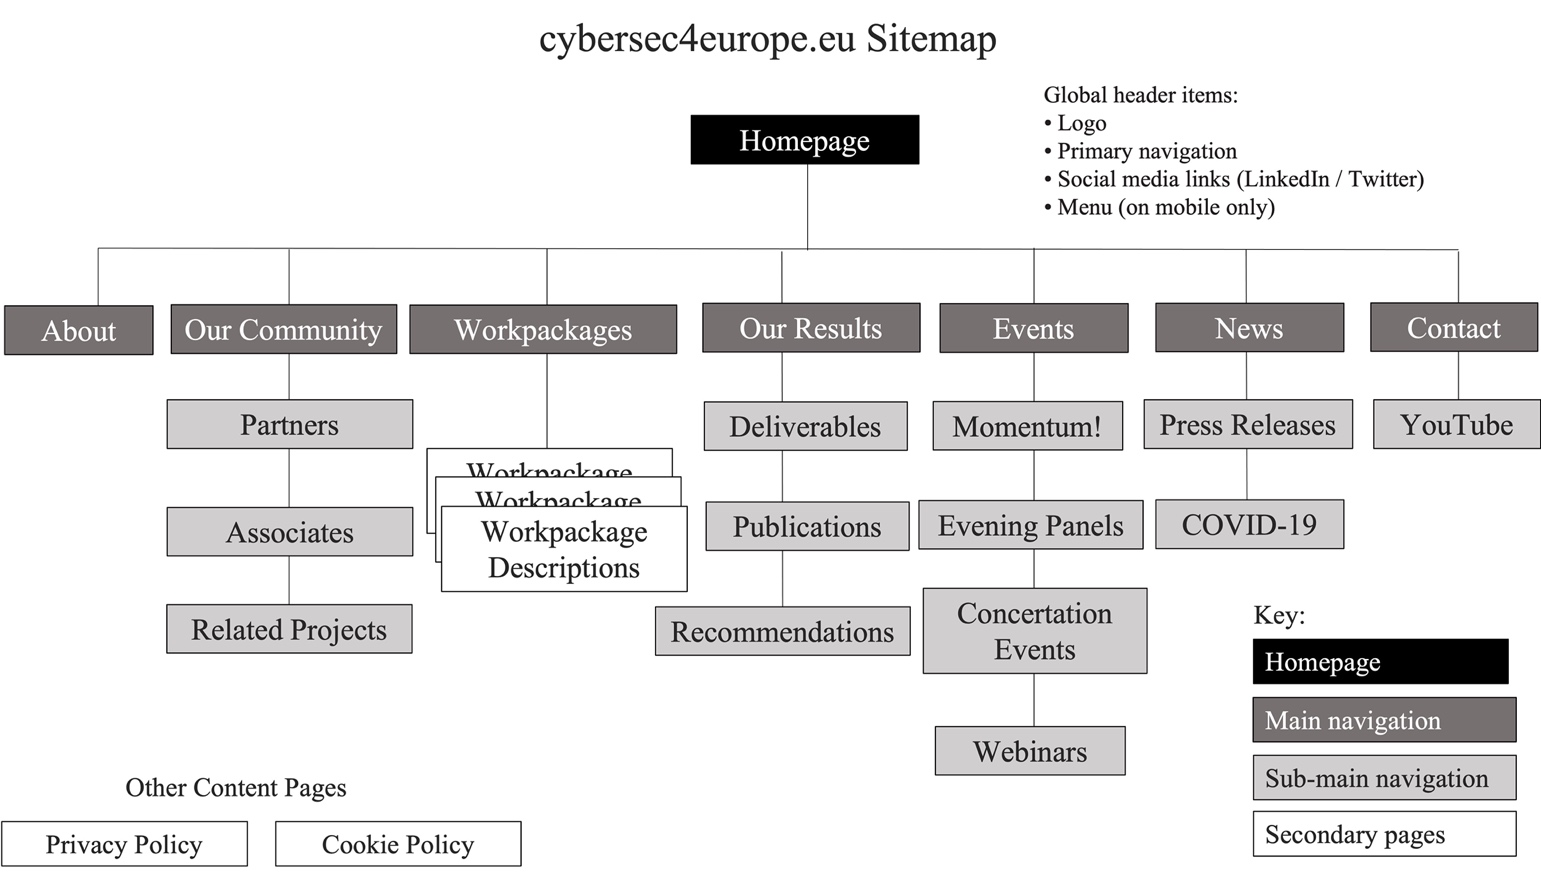 cybersec4europe.eu Sitemap
Global header items:
• Logo
• Primary navigation
• Social media links (LinkedIn / Twitter)
• Menu (on mobile only)
Homepage
About
Our Community
Workpackages
Our Results
Events
News
Contact
Partners
Associates
Related Projects
Workpackage
Workpackage
Workpackage
Descriptions
Deliverables
Publications
Recommendations
Momentum!
Evening Panels
Concertation
Events
Webinars
Press Releases
COVID-19
YouTube
Key:
Homepage
Main navigation
Sub-main navigation
Secondary pages
Other Content Pages
Privacy Policy
Cookie Policy